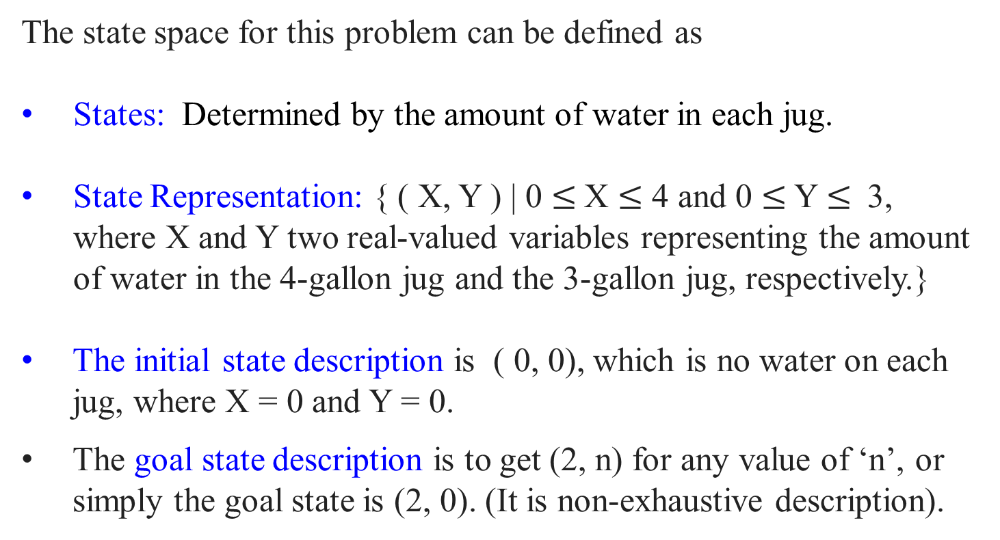 The state space for this problem can be defined as
• States: Determined by the amount of water in each jug.
• State Representation: { ( X, Y ) | 0 ≤ X ≤ 4 and 0 ≤ Y ≤ 3,
where X and Y two real-valued variables representing the amount
of water in the 4-gallon jug and the 3-gallon jug, respectively.}
• The initial state description is ( 0, 0), which is no water on each
jug, where X = 0 and Y = 0.
• The goal state description is to get (2, n) for any value of ‘n’, or
simply the goal state is (2, 0). (It is non-exhaustive description).